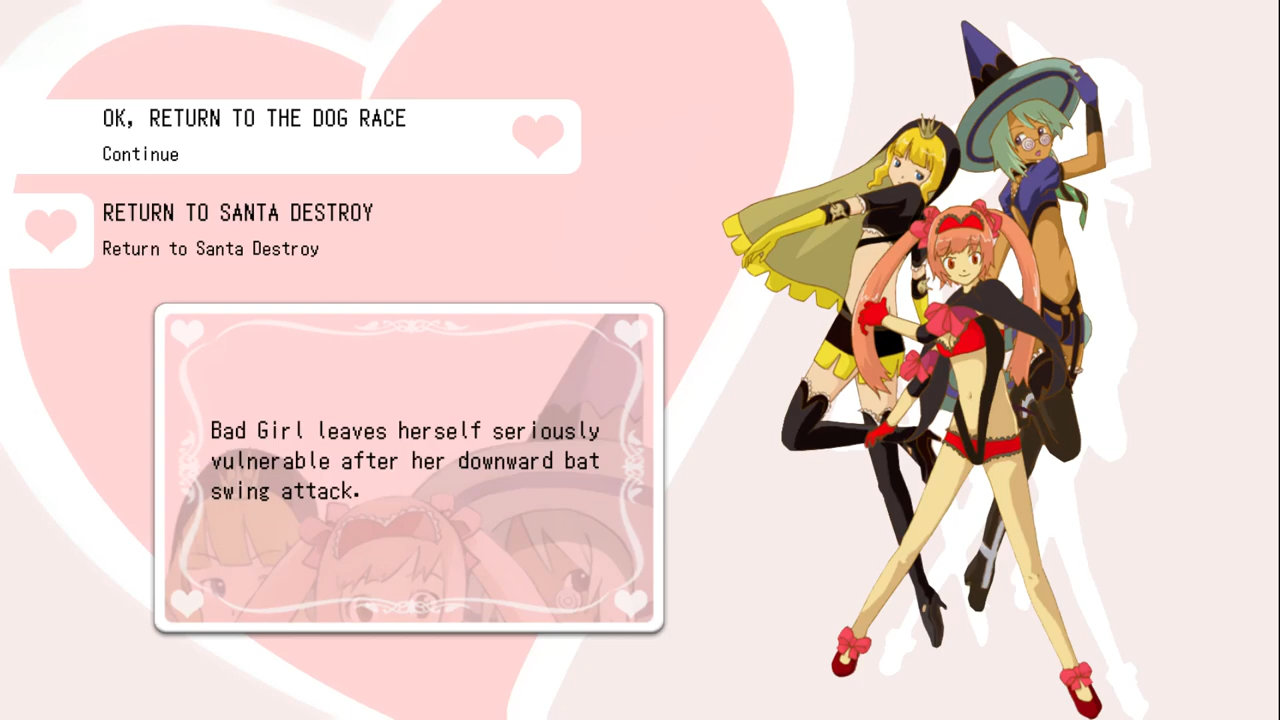 OK, RETURN TO THE DOG RACE
Continue
RETURN TO SANTA DESTROY
Return to Santa Destroy
Bad Girl leaves herself seriously
vulnerable after her downward bat
swing attack.